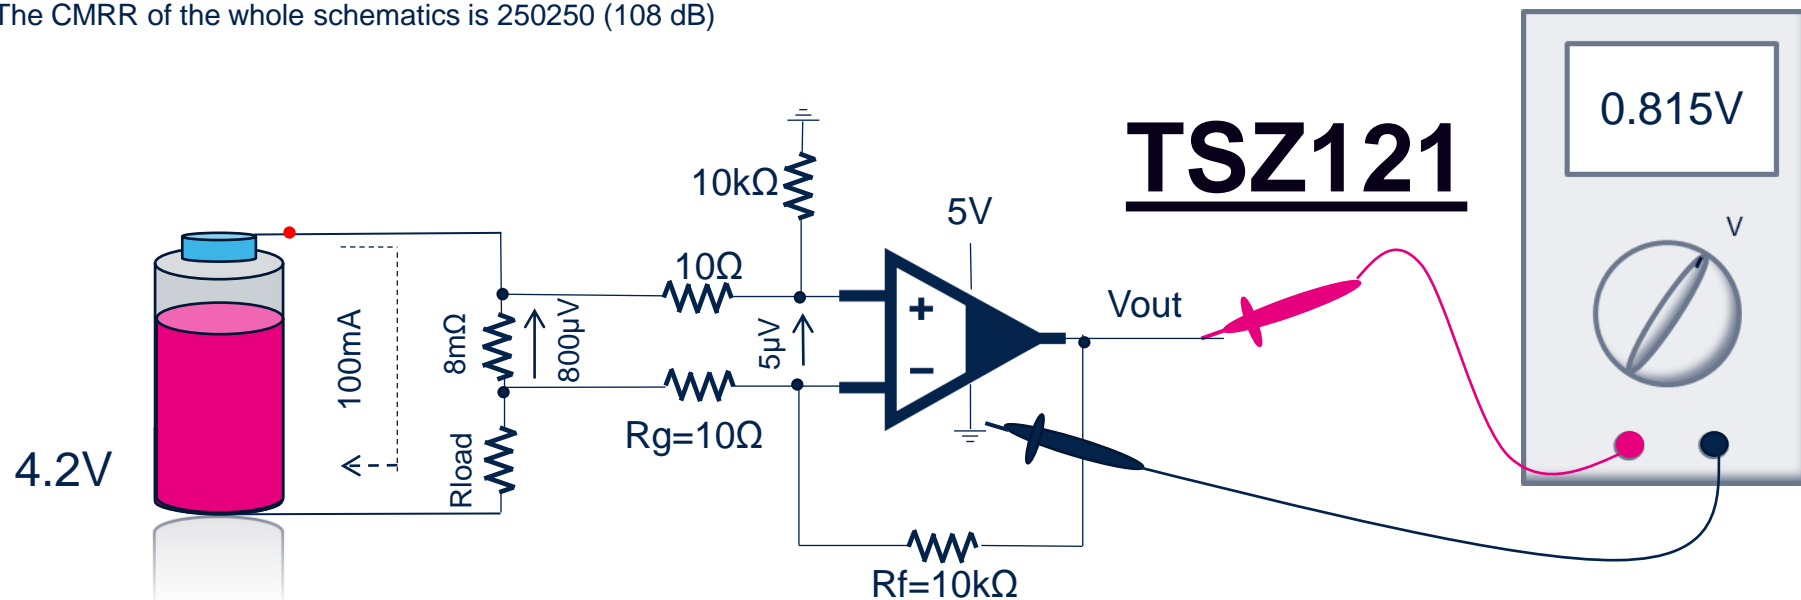 The CMRR of the whole schematics is 250250 (108 dB)
0.815V
TSZ121
10kΩ
5V
V
10Ω
Vout
100mA
8mΩ
800µV
5µV
Rg=10Ω
4.2V
Rload
Rf=10kΩ
+
−